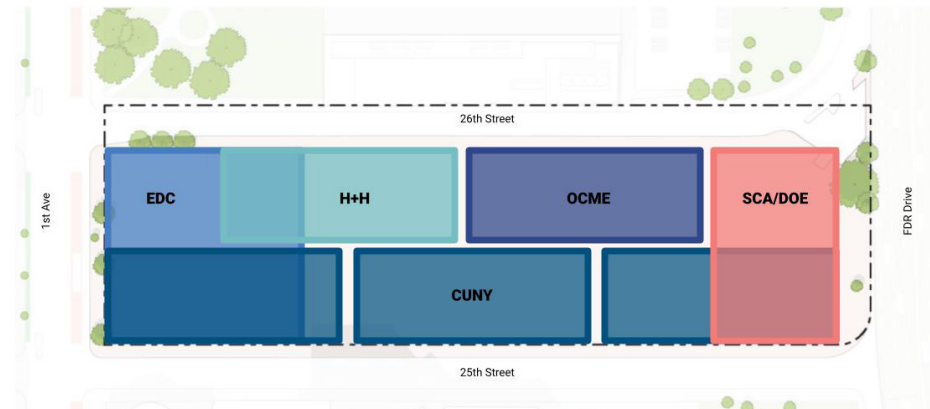 26th Street
1st Ave
EDC
H+H
OCME
SCA/DOE
FDR Drive
CUNY
25th Street